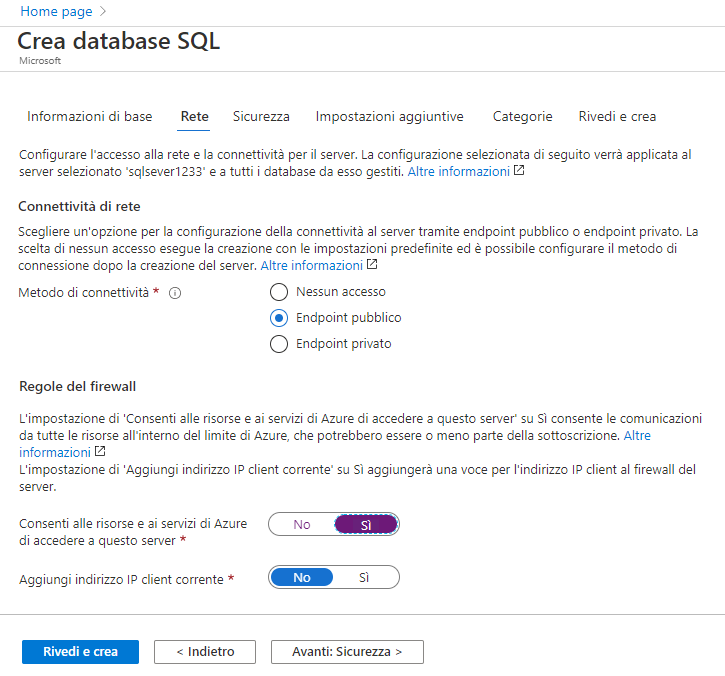 Home page >
Crea database SQL
Microsoft
Informazioni di base Rete Sicurezza Impostazioni aggiuntive Categorie Rivedi e crea
Configurare l'accesso alla rete e la connettività per il server. La configurazione selezionata di seguito verrà applicata al
server selezionato 'sqlsever1233' e a tutti i database da esso gestiti. Altre informazioni
Connettività di rete
Scegliere un'opzione per la configurazione della connettività al server tramite endpoint pubblico o endpoint privato. La
scelta di nessun accesso esegue la creazione con le impostazioni predefinite ed è possibile configurare il metodo di
connessione dopo la creazione del server. Altre informazioni
Metodo di connettività *
Nessun accesso
Endpoint pubblico
Endpoint privato
Regole del firewall
L'impostazione di 'Consenti alle risorse e ai servizi di Azure di accedere a questo server' su Sì consente le comunicazioni
da tutte le risorse all'interno del limite di Azure, che potrebbero essere o meno parte della sottoscrizione. Altre
informazioni
L'impostazione di 'Aggiungi indirizzo IP client corrente' su Sì aggiungerà una voce per l'indirizzo IP client al firewall del
server.
Consenti alle risorse e ai servizi di Azure
di accedere a questo server *
No Sì
Aggiungi indirizzo IP client corrente *
No Sì
Rivedi e crea < Indietro Avanti: Sicurezza >